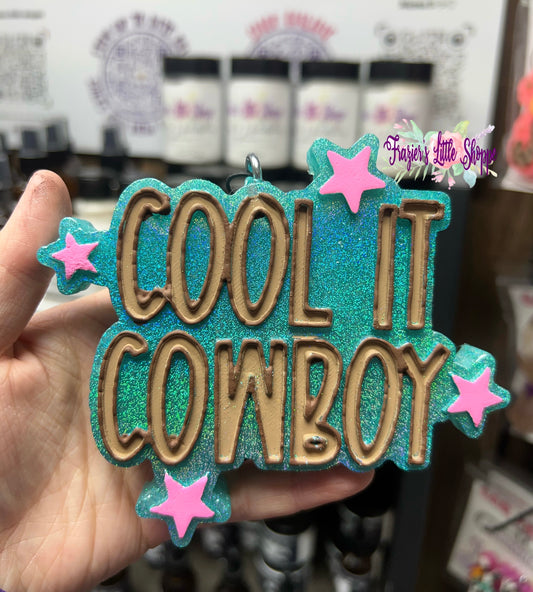 Frazier's Little Shoppe
COOL IT
COWBOY